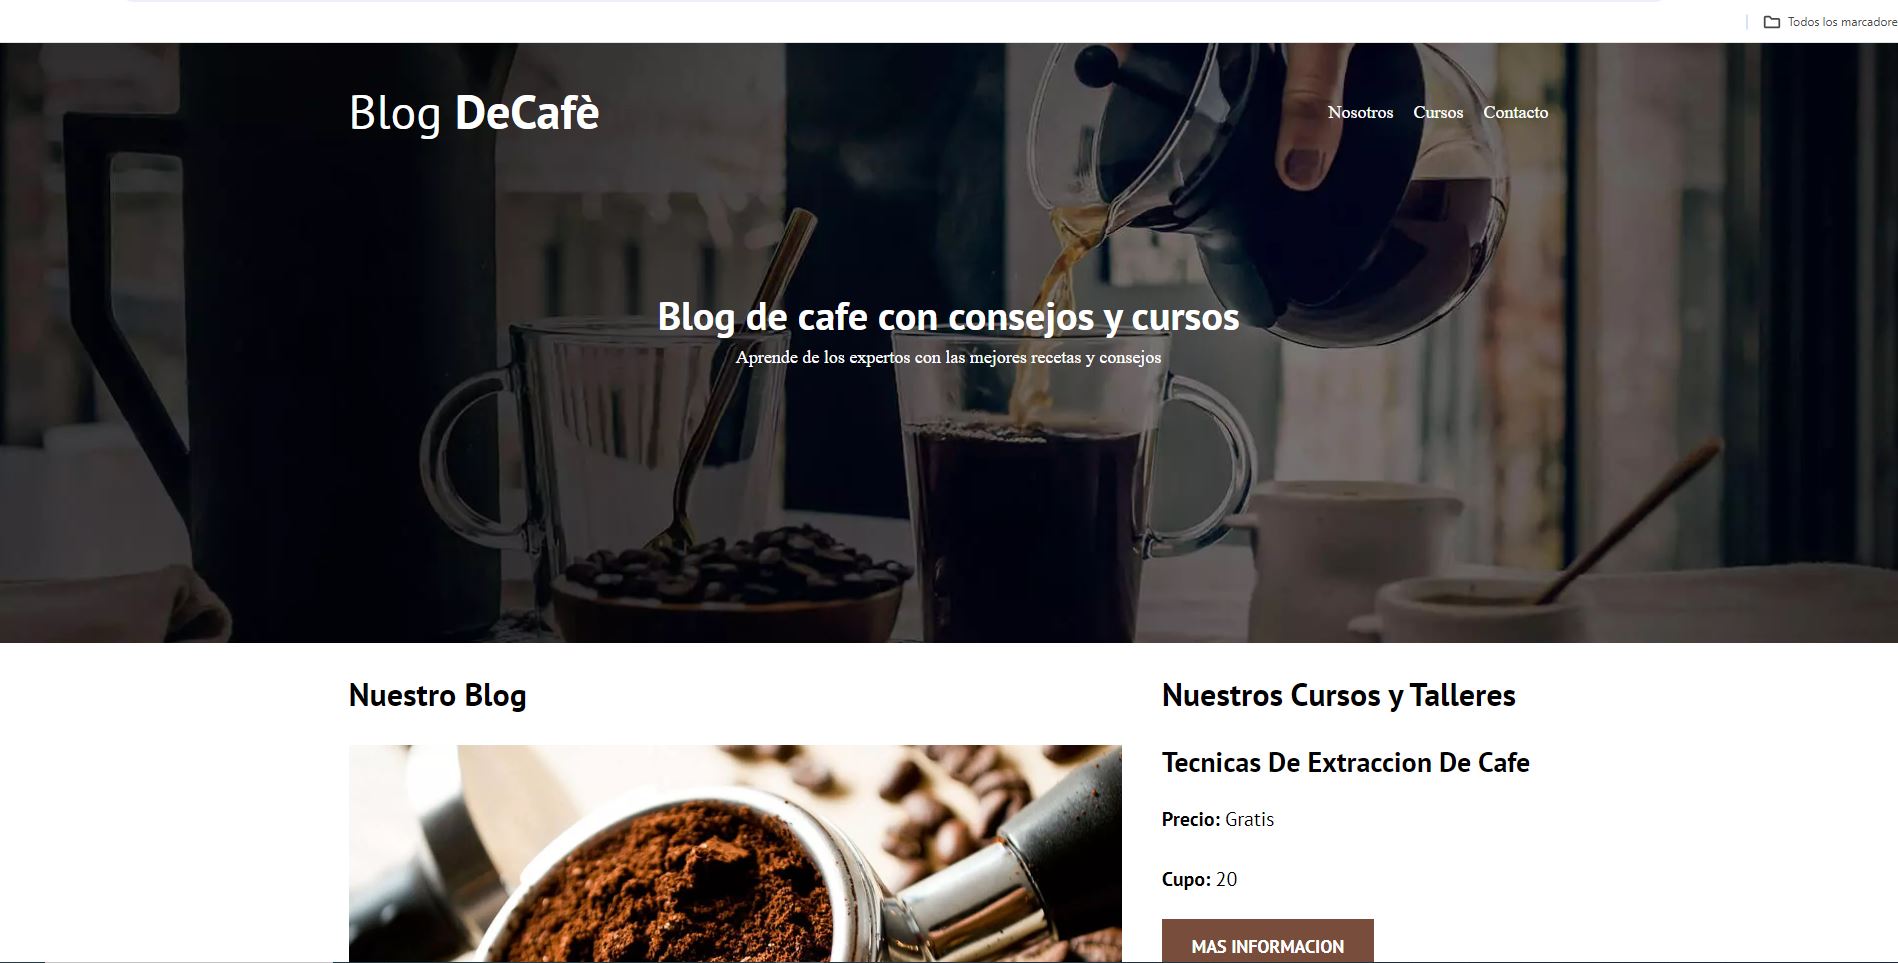 Todos los marcadore
Blog DeCafè
Nosotros Cursos Contacto
Blog de cafe con consejos y cursos
Aprende de los expertos con las mejores recetas y consejos
Nuestro Blog
Nuestros Cursos y Talleres
Tecnicas De Extraccion De Cafe
Precio: Gratis
Cupo: 20
MAS INFORMACION